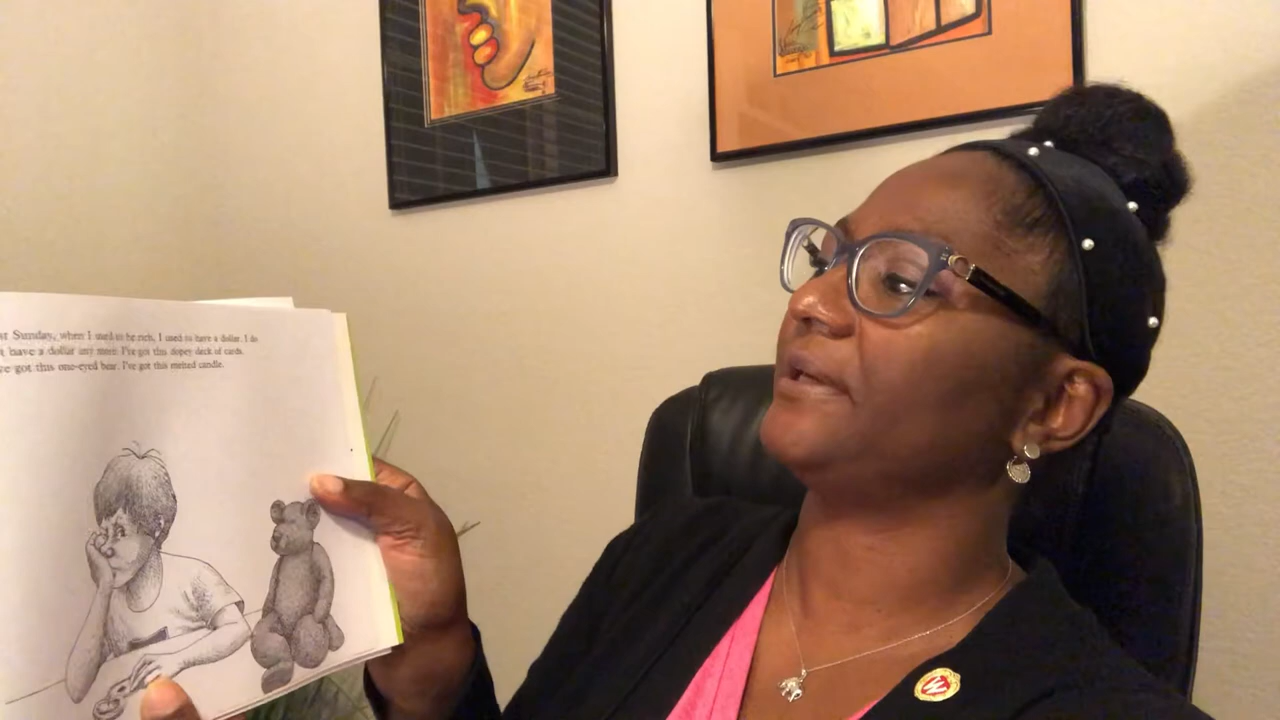 Sunday, when I used to be rich, I used to have a dollar. I do
have a dollar any more. I've got this dopey deck of cards.
got this one-eyed bear. I've got this melted candle.
W